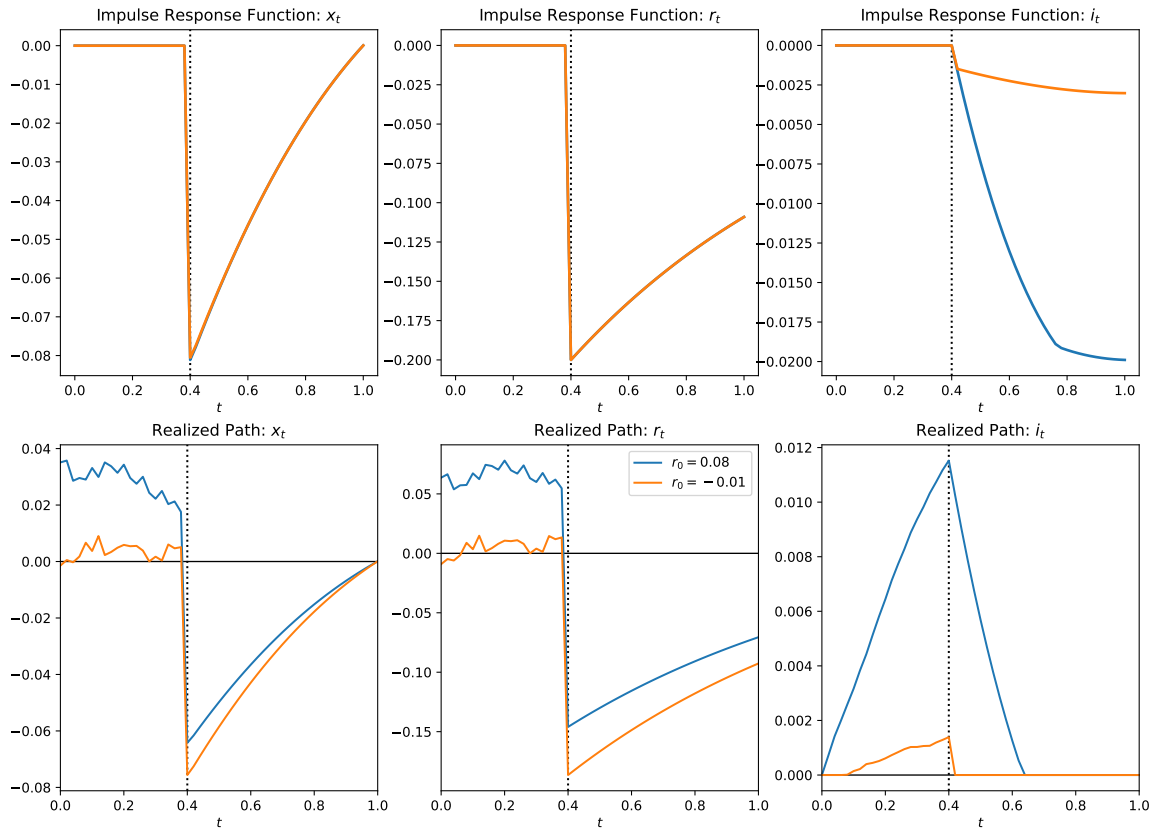 Impulse Response Function: x_t
0.00
−0.01
−0.02
−0.03
−0.04
−0.05
−0.06
−0.07
−0.08
0.0 0.2 0.4 0.6 0.8 1.0
t
Impulse Response Function: r_t
0.000
−0.025
−0.050
−0.075
−0.100
−0.125
−0.150
−0.175
−0.200
0.0 0.2 0.4 0.6 0.8 1.0
t
Impulse Response Function: i_t
0.0000
−0.0025
−0.0050
−0.0075
−0.0100
−0.0125
−0.0150
−0.0175
−0.0200
0.0 0.2 0.4 0.6 0.8 1.0
t
Realized Path: x_t
0.04
0.02
0.00
−0.02
−0.04
−0.06
−0.08
0.0 0.2 0.4 0.6 0.8 1.0
t
Realized Path: r_t
r_0 = 0.08
r_0 = −0.01
0.05
0.00
−0.05
−0.10
−0.15
0.0 0.2 0.4 0.6 0.8 1.0
t
Realized Path: i_t
0.012
0.010
0.008
0.006
0.004
0.002
0.000
0.0 0.2 0.4 0.6 0.8 1.0
t